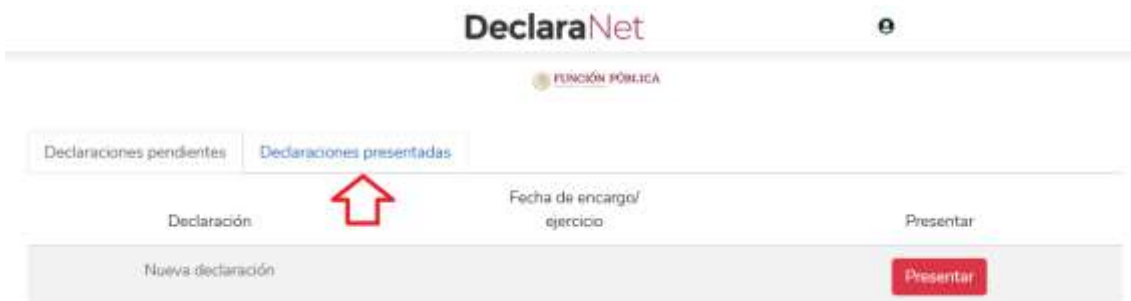 DeclaraNet
FUNCIÓN PÚBLICA
Declaraciones pendientes Declaraciones presentadas
Declaración Fecha de encargo/ ejercicio Presentar
Nueva declaración Presentar